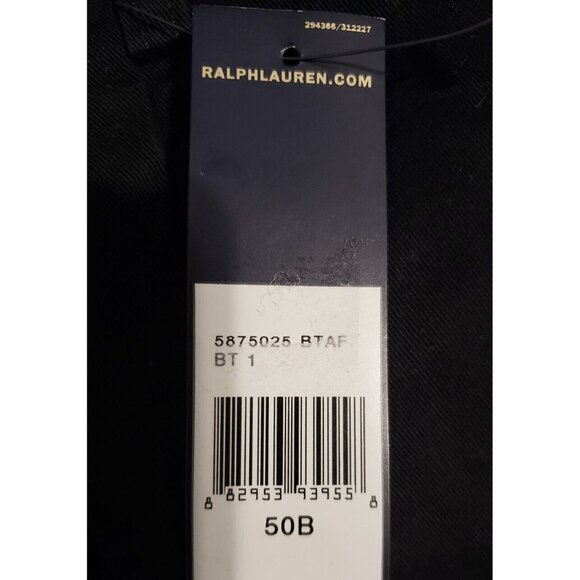 294366/312227
RALPHLAUREN.COM
5875025 BTAF
BT 1
8 82953 93955 8
50B